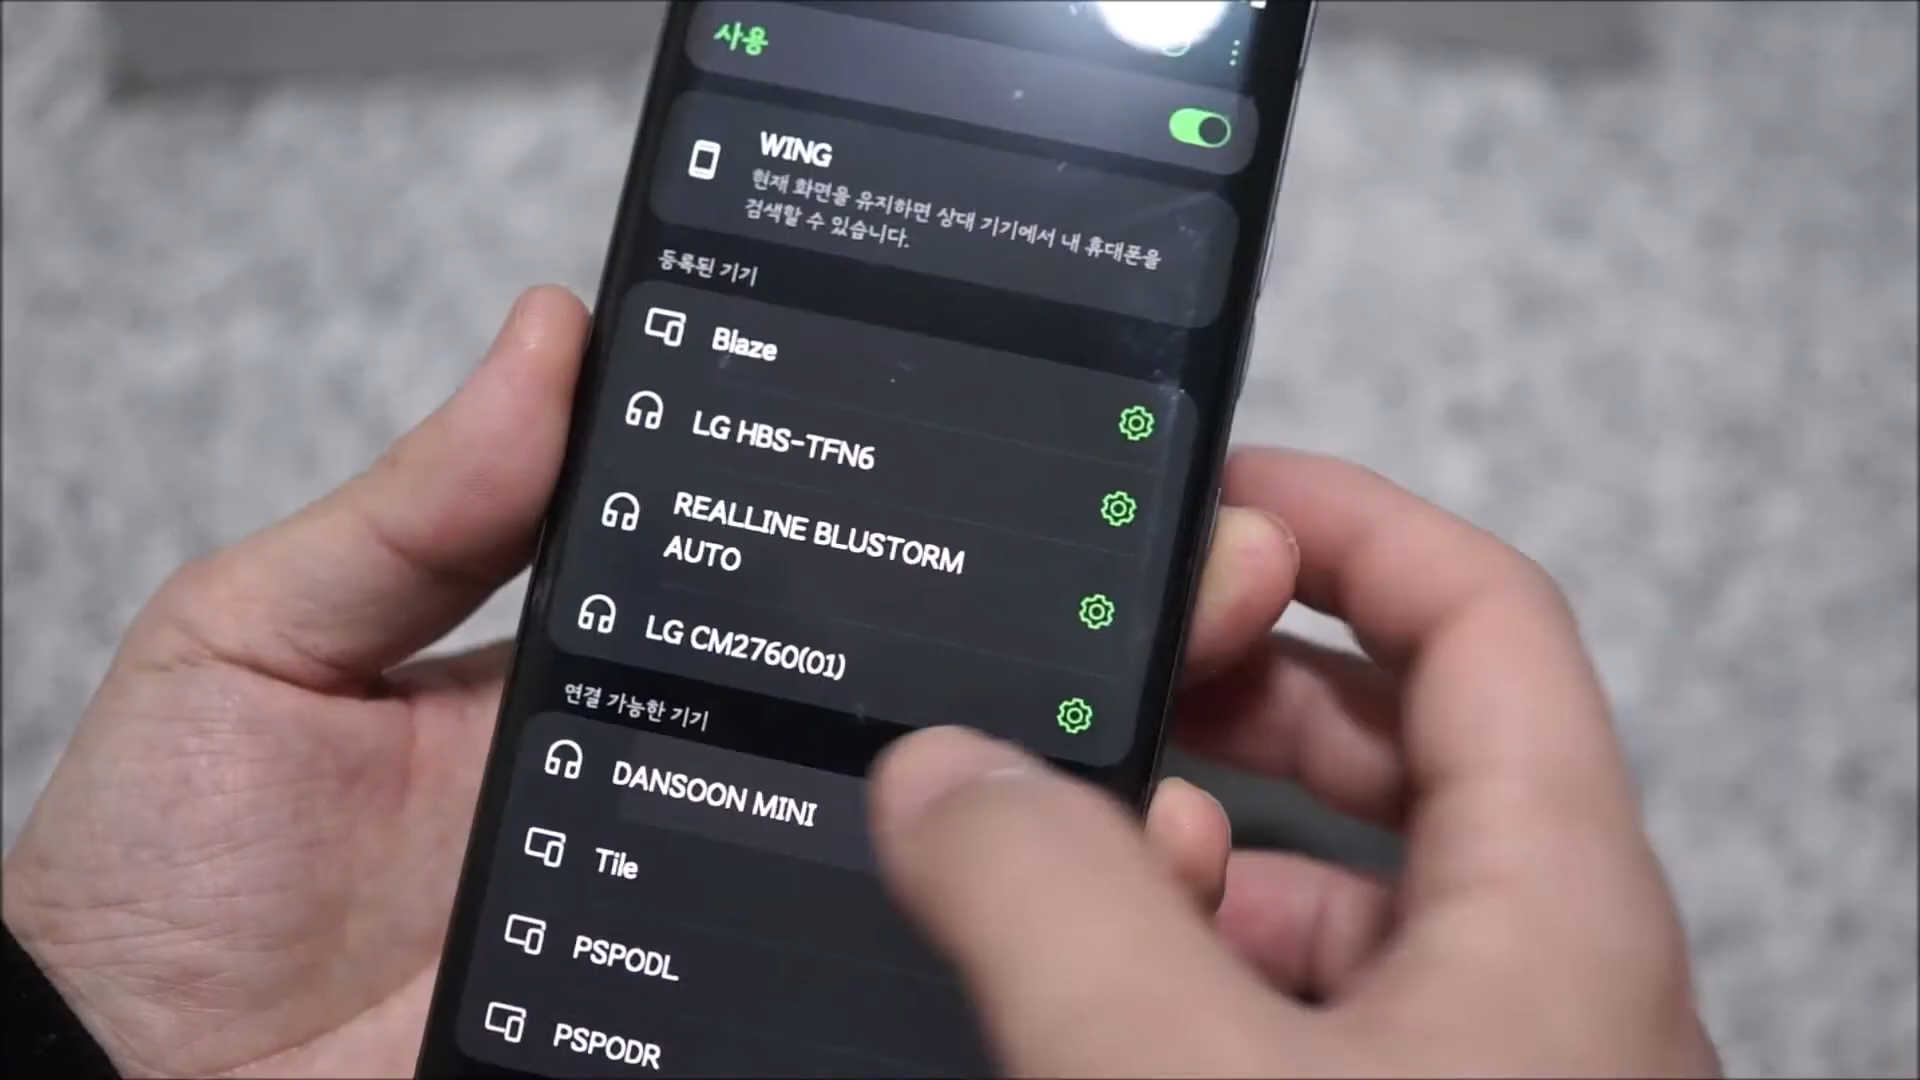 사용
WING
현재 화면을 유지하면 상대 기기에서 내 휴대폰을
검색할 수 있습니다.
등록된 기기
Blaze
LG HBS-TFN6
REALLINE BLUSTORM
AUTO
LG CM2760(01)
연결 가능한 기기
DANSOON MINI
Tile
PSPODL
PSPODR